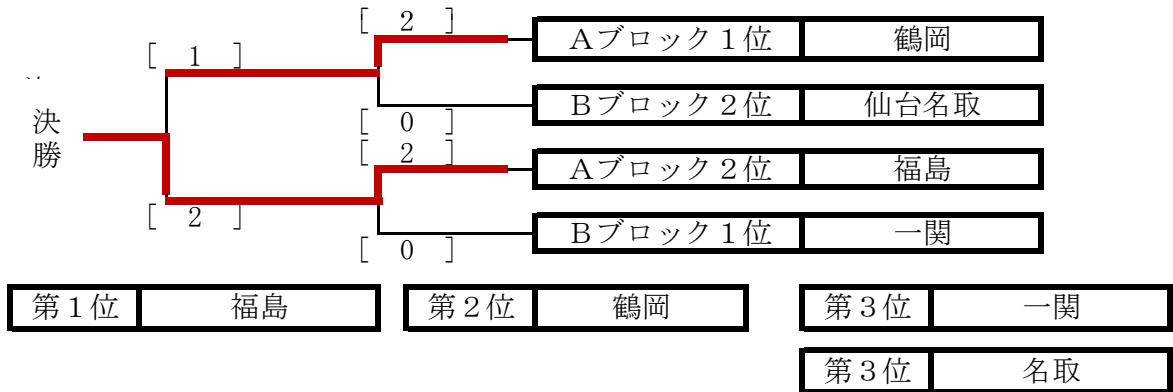 [ 2 ]
Aブロック1位 鶴岡
[ 1 ]
Bブロック2位 仙台名取
[ 0 ]
決勝
[ 2 ]
Aブロック2位 福島
[ 2 ]
Bブロック1位 一関
[ 0 ]
第1位 福島 第2位 鶴岡 第3位 一関
第3位 名取